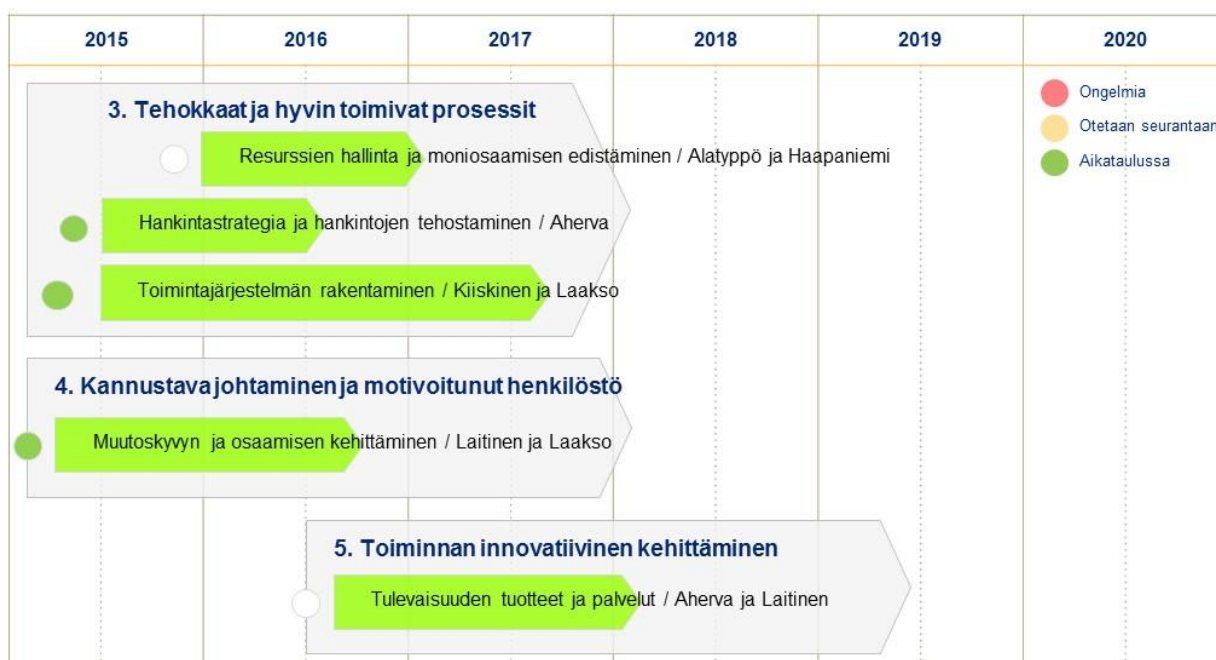 2015 2016 2017 2018 2019 2020
3. Tehokkaat ja hyvin toimivat prosessit
Ongelmia
Otetaan seurantaan
Aikataulussa
Resurssien hallinta ja moniosaamisen edistäminen / Alatyppö ja Haapaniemi
Hankintastrategia ja hankintojen tehostaminen / Aherva
Toimintajärjestelmän rakentaminen / Kiiskinen ja Laakso
4. Kannustava johtaminen ja motivoitunut henkilöstö
Muutoskyvyn ja osaamisen kehittäminen / Laitinen ja Laakso
5. Toiminnan innovatiivinen kehittäminen
Tulevaisuuden tuotteet ja palvelut / Aherva ja Laitinen